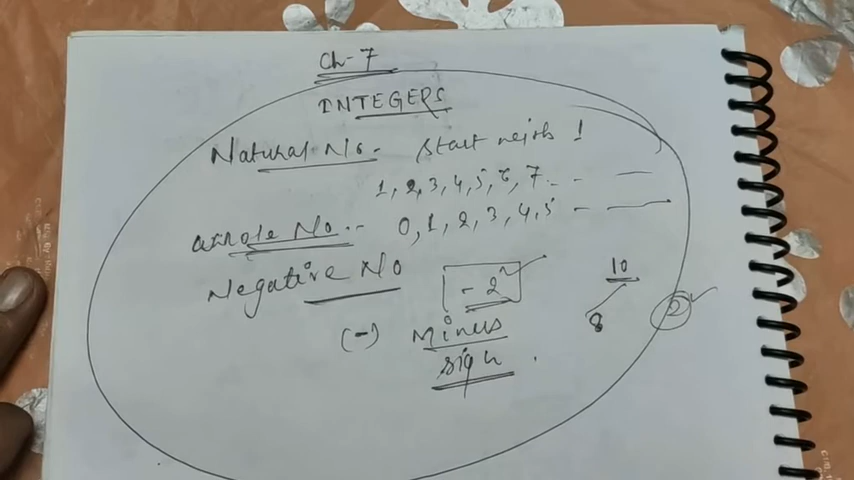 Ch-7
INTEGERS
Natural No. - Start with 1
1, 2, 3, 4, 5, 6, 7 - -
Whole No. - 0, 1, 2, 3, 4, 5 -
Negative No - 2
10
8
2
(-) Minus
sign.